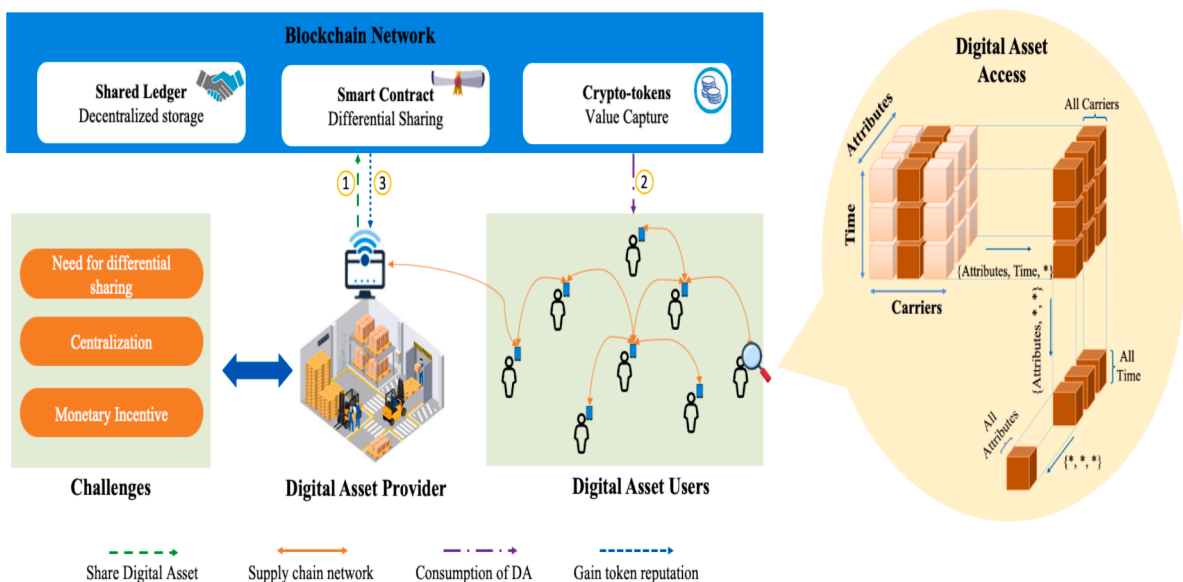 Blockchain Network
Shared Ledger
Decentralized storage
Smart Contract
Differential Sharing
Crypto-tokens
Value Capture
1
3
2
Need for differential
sharing
Centralization
Monetary Incentive
Challenges
Digital Asset Provider
Digital Asset Users
Share Digital Asset
Supply chain network
Consumption of DA
Gain token reputation
Digital Asset
Access
All Carriers
Attributes
Time
Carriers
{Attributes, Time, *}
{Attributes, *, *}
All
Time
All
Attributes
{*, *, *}